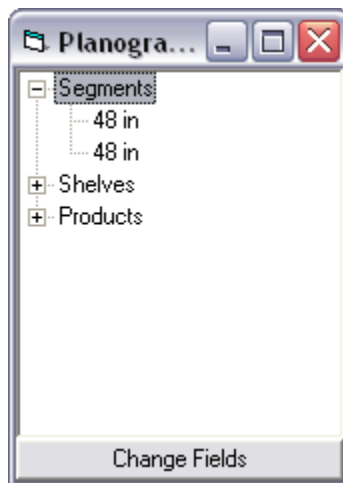 Planogra...
Segments
48 in
48 in
Shelves
Products
Change Fields